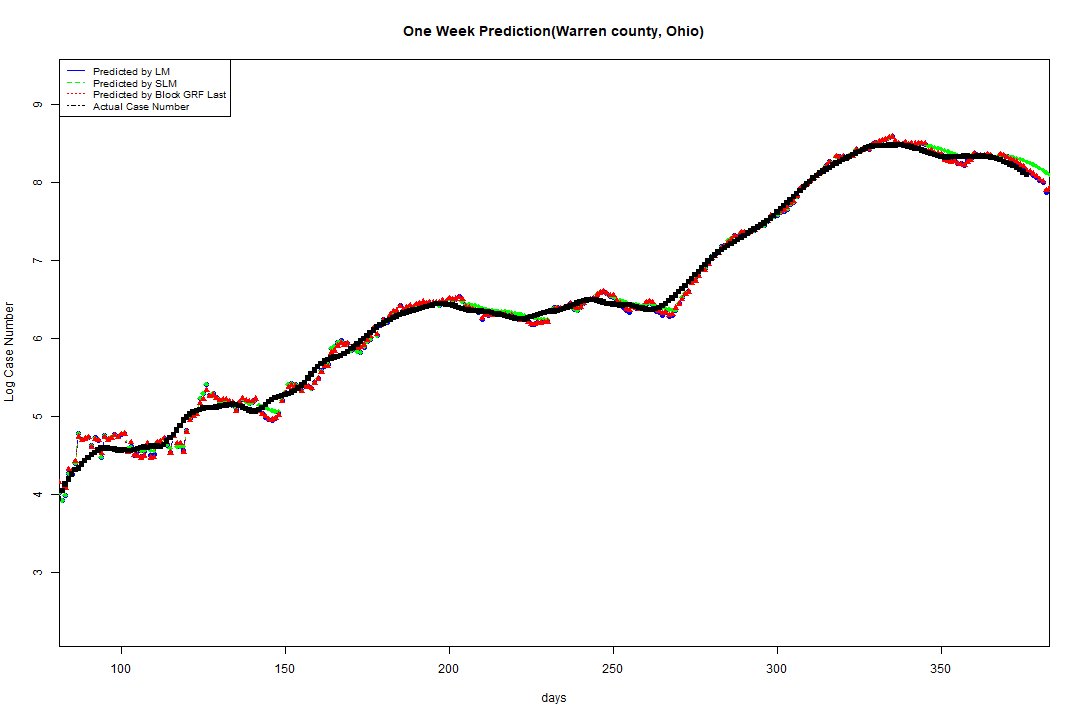 One Week Prediction(Warren county, Ohio)
Predicted by LM
Predicted by SLM
Predicted by Block GRF Last
Actual Case Number
Log Case Number
9
8
7
6
5
4
3
100 150 200 250 300 350
days